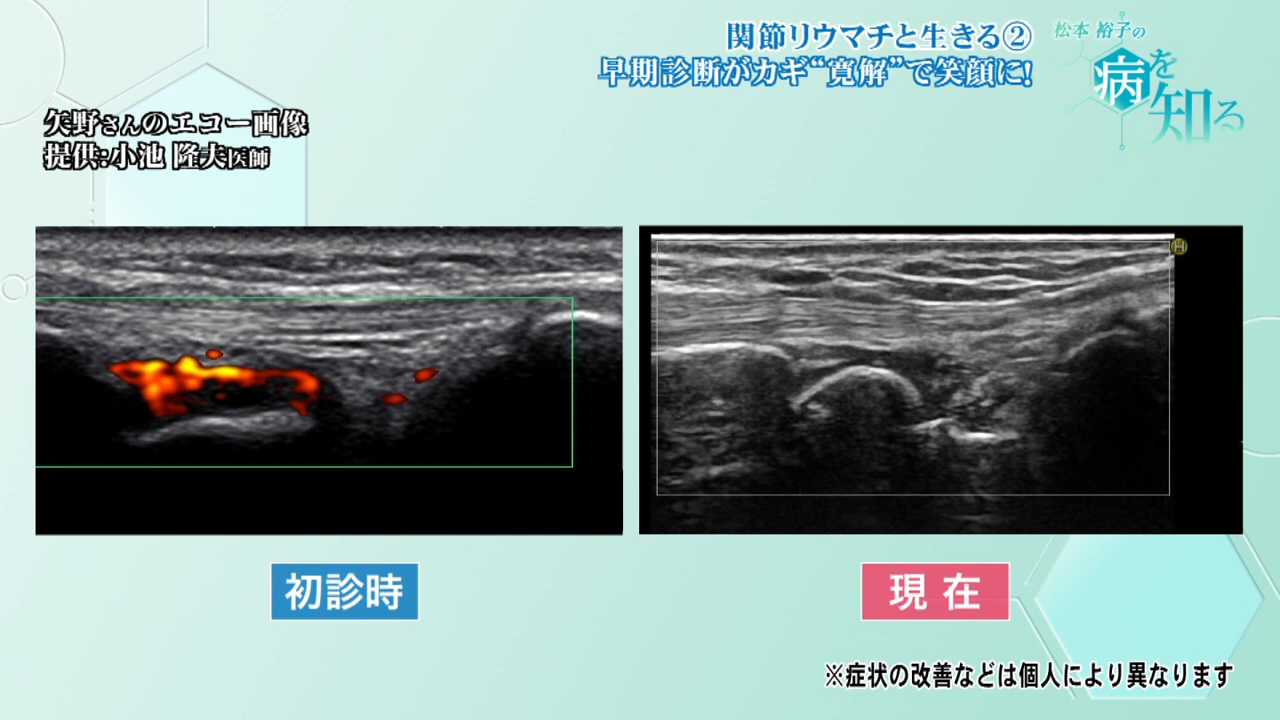 関節リウマチと生きる②
早期診断がカギ“寛解”で笑顔に!
松本 裕子の
病を知る
矢野さんのエコー画像
提供:小池 隆夫医師
H
初診時
現在
※症状の改善などは個人により異なります